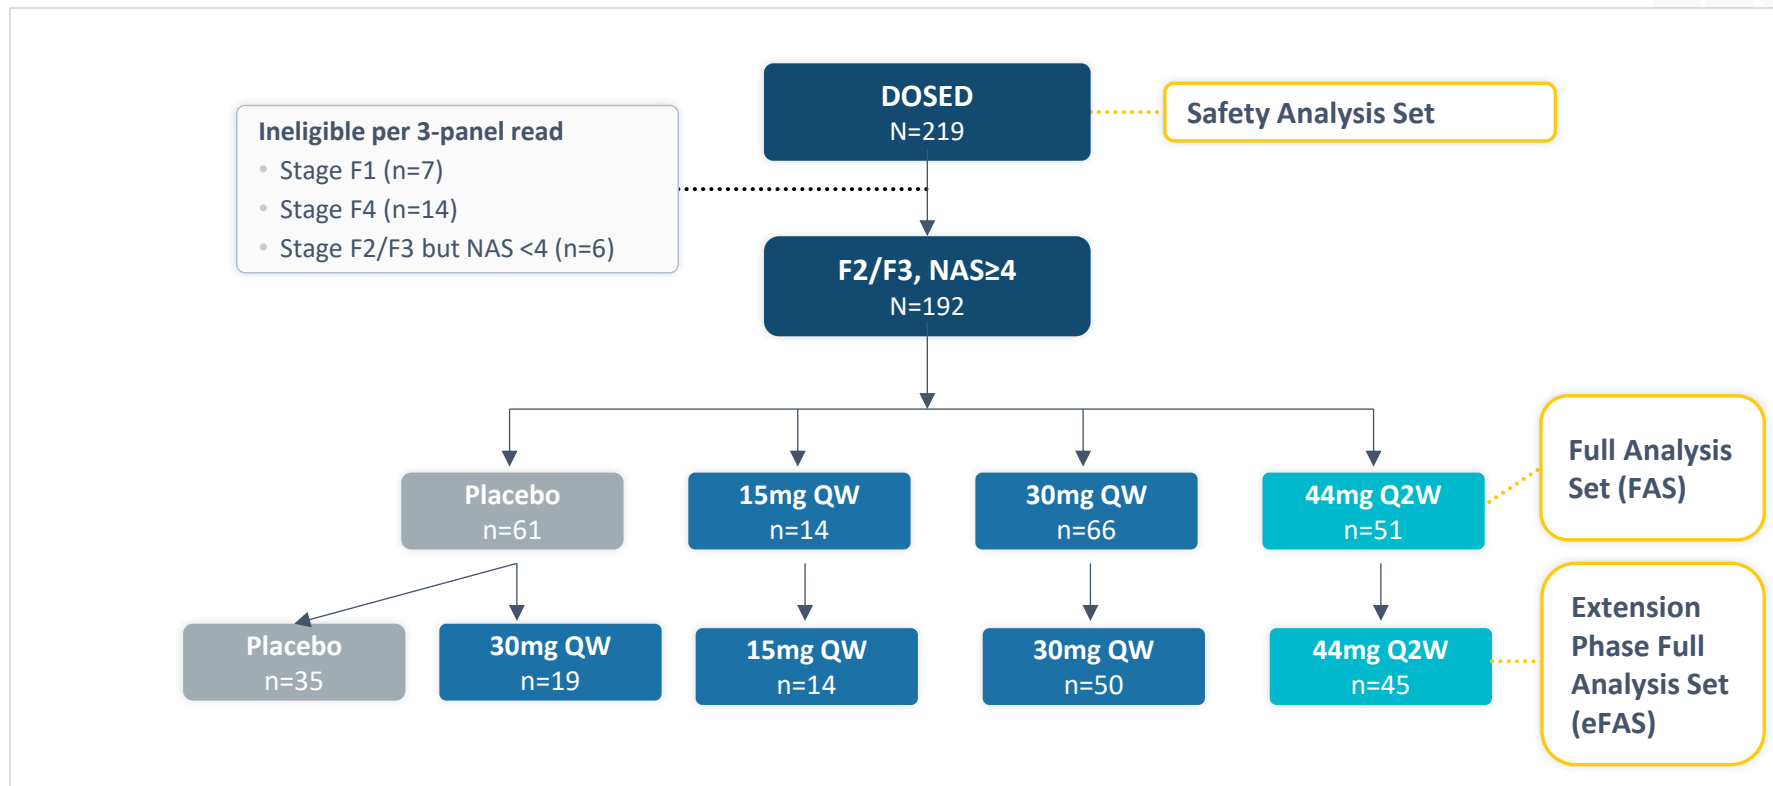 DOSED
N=219
Safety Analysis Set
Ineligible per 3-panel read
• Stage F1 (n=7)
• Stage F4 (n=14)
• Stage F2/F3 but NAS <4 (n=6)
F2/F3, NAS≥4
N=192
Placebo
n=61
15mg QW
n=14
30mg QW
n=66
44mg Q2W
n=51
Full Analysis
Set (FAS)
Placebo
n=35
30mg QW
n=19
15mg QW
n=14
30mg QW
n=50
44mg Q2W
n=45
Extension
Phase Full
Analysis Set
(eFAS)